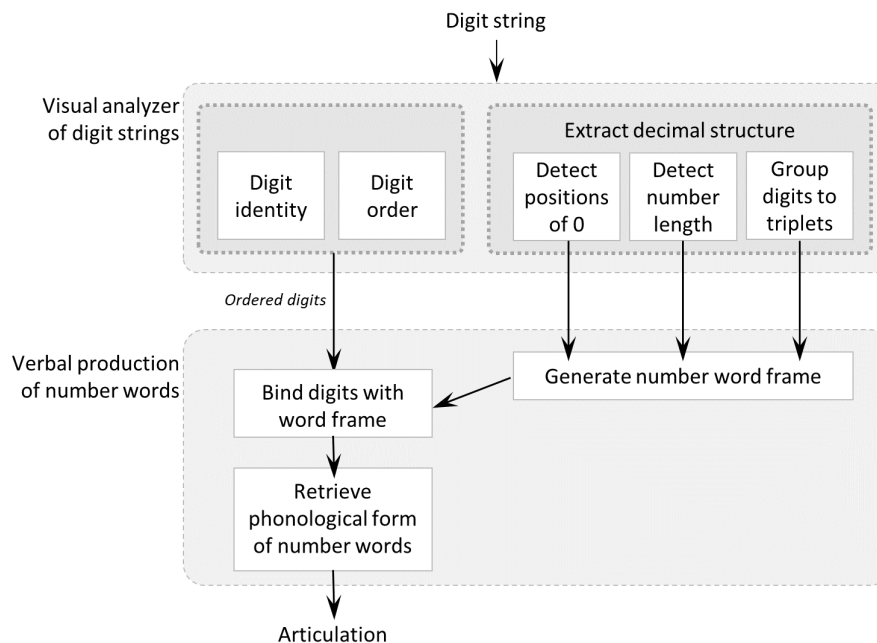 Digit string
Visual analyzer
of digit strings
Extract decimal structure
Digit
identity
Digit
order
Detect
positions
of 0
Detect
number
length
Group
digits to
triplets
Ordered digits
Verbal production
of number words
Generate number word frame
Bind digits with
word frame
Retrieve
phonological form
of number words
Articulation